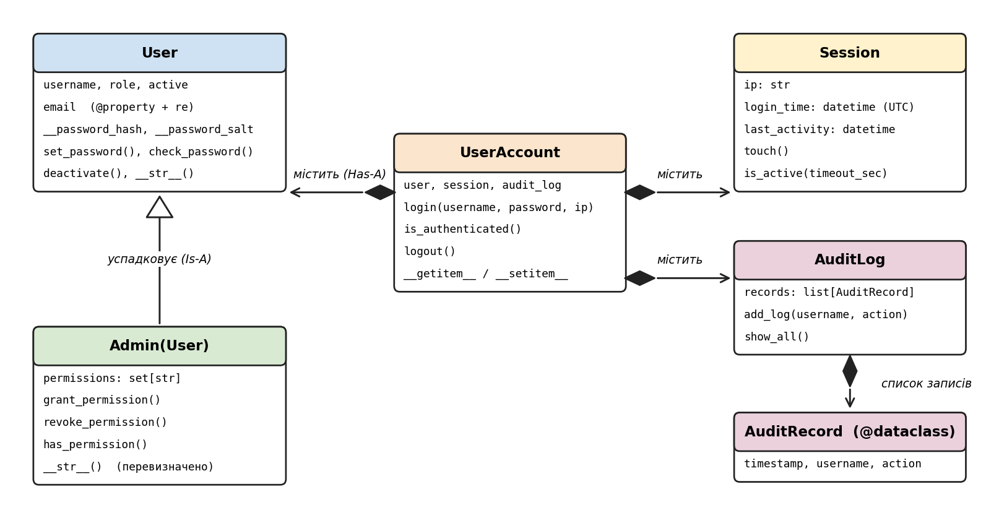 User
username, role, active
email  (@property + re)
__password_hash, __password_salt
set_password(), check_password()
deactivate(), __str__()
успадковує (Is-A)
Admin(User)
permissions: set[str]
grant_permission()
revoke_permission()
has_permission()
__str__()  (перевизначено)
містить (Has-A)
UserAccount
user, session, audit_log
login(username, password, ip)
is_authenticated()
logout()
__getitem__ / __setitem__
містить
містить
Session
ip: str
login_time: datetime (UTC)
last_activity: datetime
touch()
is_active(timeout_sec)
AuditLog
records: list[AuditRecord]
add_log(username, action)
show_all()
список записів
AuditRecord  (@dataclass)
timestamp, username, action